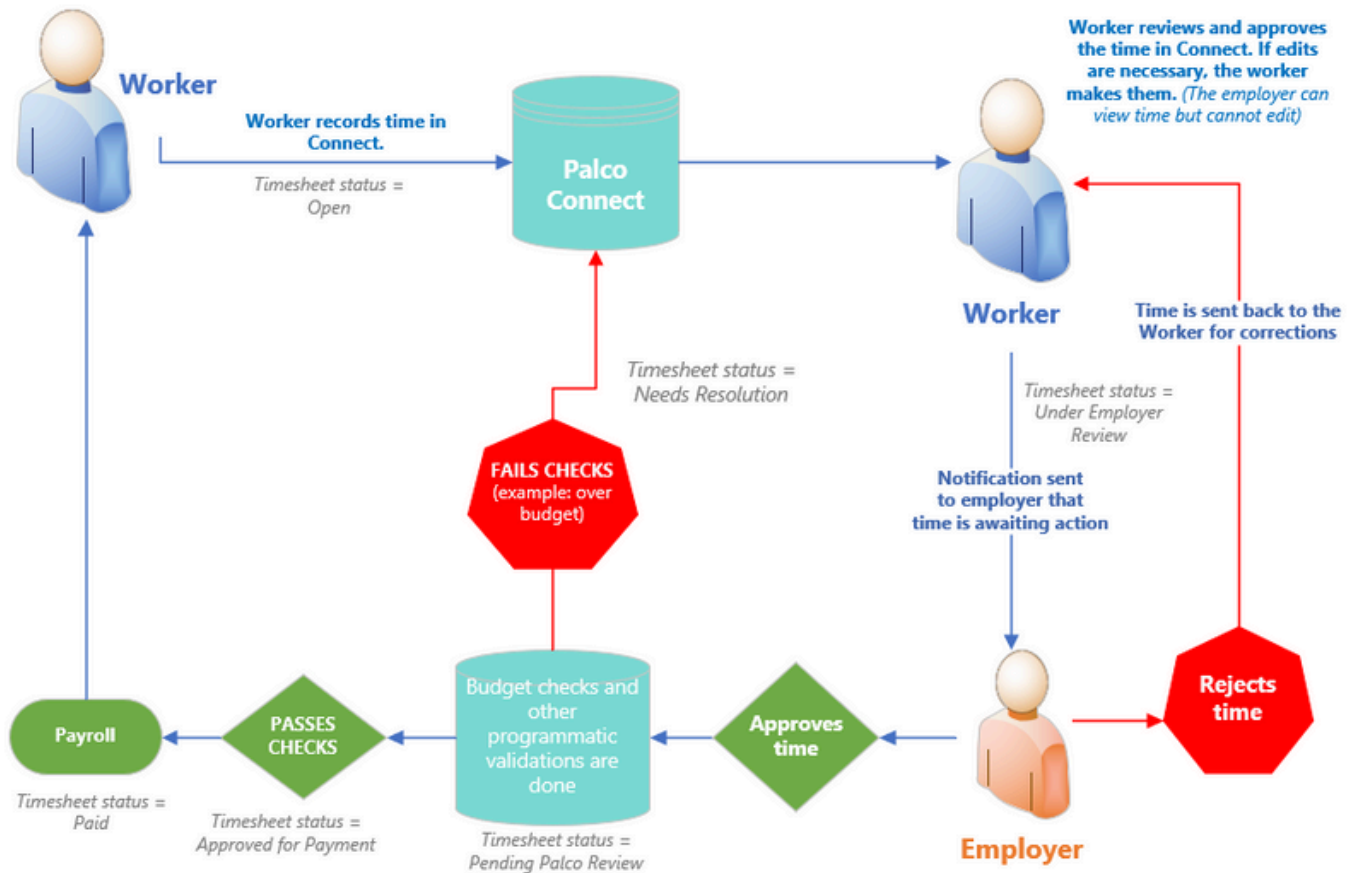 Worker
Worker records time in
Connect.
Timesheet status =
Open
Palco
Connect
Worker reviews and approves
the time in Connect. If edits
are necessary, the worker
makes them. (The employer can
view time but cannot edit)
Worker
Time is sent back to the
Worker for corrections
Timesheet status =
Needs Resolution
Timesheet status =
Under Employer
Review
FAILS CHECKS
(example: over
budget)
Notification sent
to employer that
time is awaiting action
Rejects
time
Employer
Approves
time
Budget checks and
other
programmatic
validations are
done
Timesheet status =
Pending Palco Review
PASSES
CHECKS
Timesheet status =
Approved for Payment
Payroll
Timesheet status =
Paid